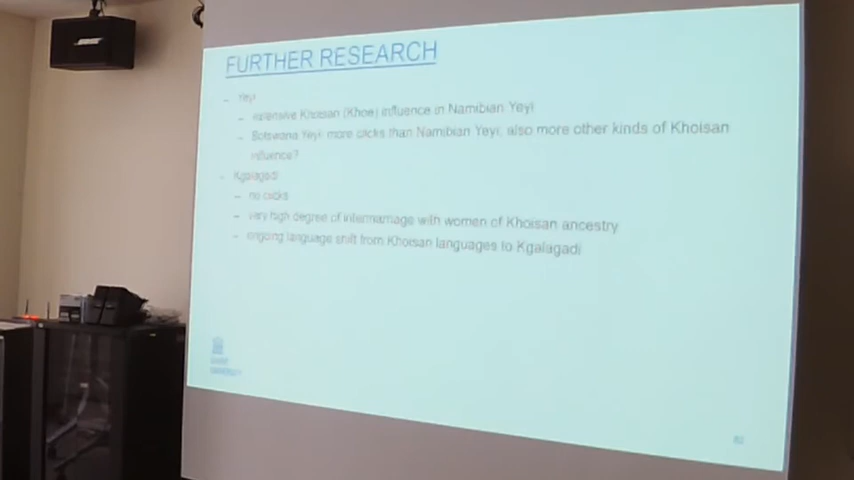 FURTHER RESEARCH
– Yeyi
– extensive Khoisan (Khoe) influence in Namibian Yeyi
– Botswana Yeyi: more clicks than Namibian Yeyi, also more other kinds of Khoisan
influence?
- Kgalagadi
– no clicks
– very high degree of intermarriage with women of Khoisan ancestry
– ongoing language shift from Khoisan languages to Kgalagadi
UNIVERSITY